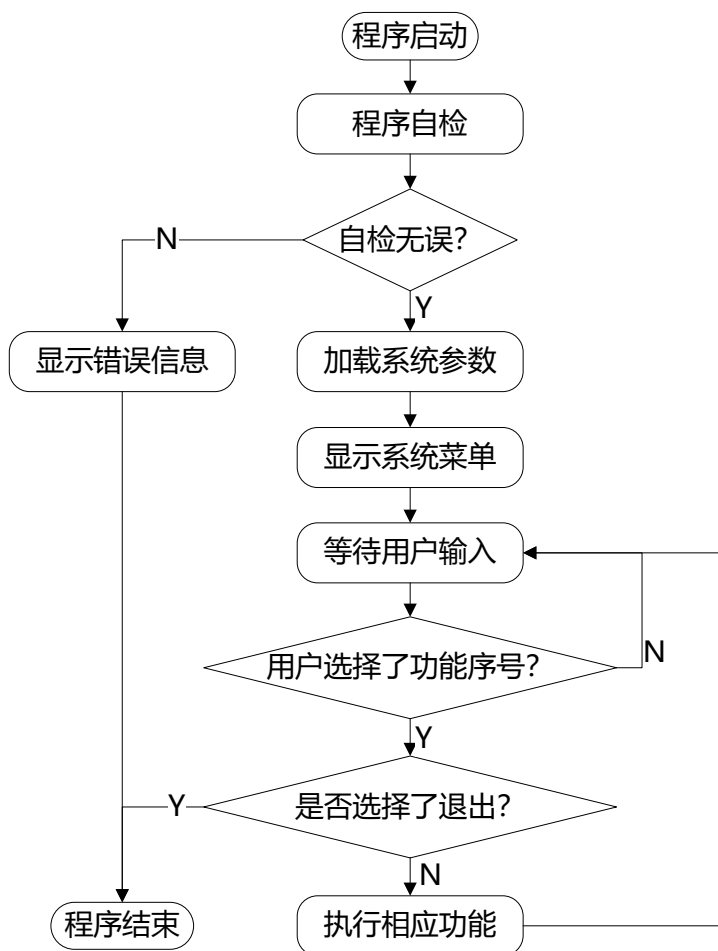 程序启动
程序自检
自检无误?
N
Y
显示错误信息
加载系统参数
显示系统菜单
等待用户输入
用户选择了功能序号?
N
Y
是否选择了退出?
Y
N
程序结束
执行相应功能